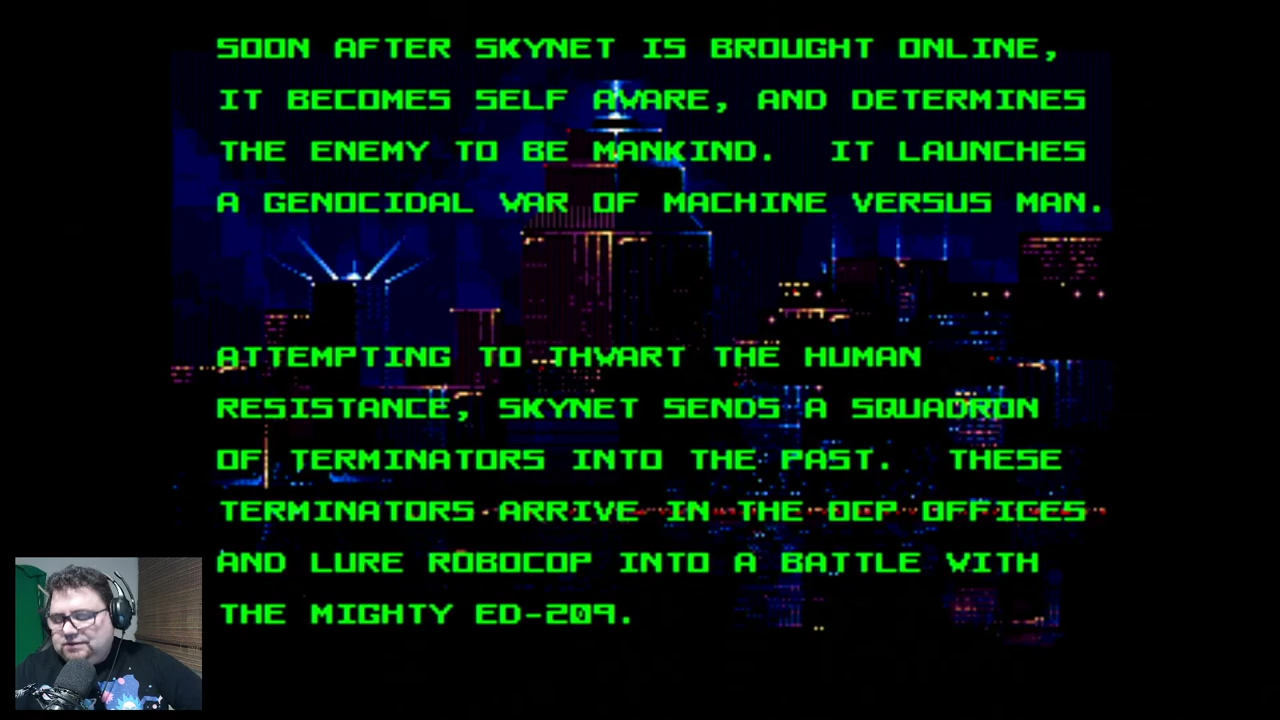 SOON AFTER SKYNET IS BROUGHT ONLINE,
IT BECOMES SELF AWARE, AND DETERMINES
THE ENEMY TO BE MANKIND. IT LAUNCHES
A GENOCIDAL WAR OF MACHINE VERSUS MAN.
ATTEMPTING TO THWART THE HUMAN
RESISTANCE, SKYNET SENDS A SQUADRON
OF TERMINATORS INTO THE PAST. THESE
TERMINATORS ARRIVE IN THE OCP OFFICES
AND LURE ROBOCOP INTO A BATTLE WITH
THE MIGHTY ED-209.